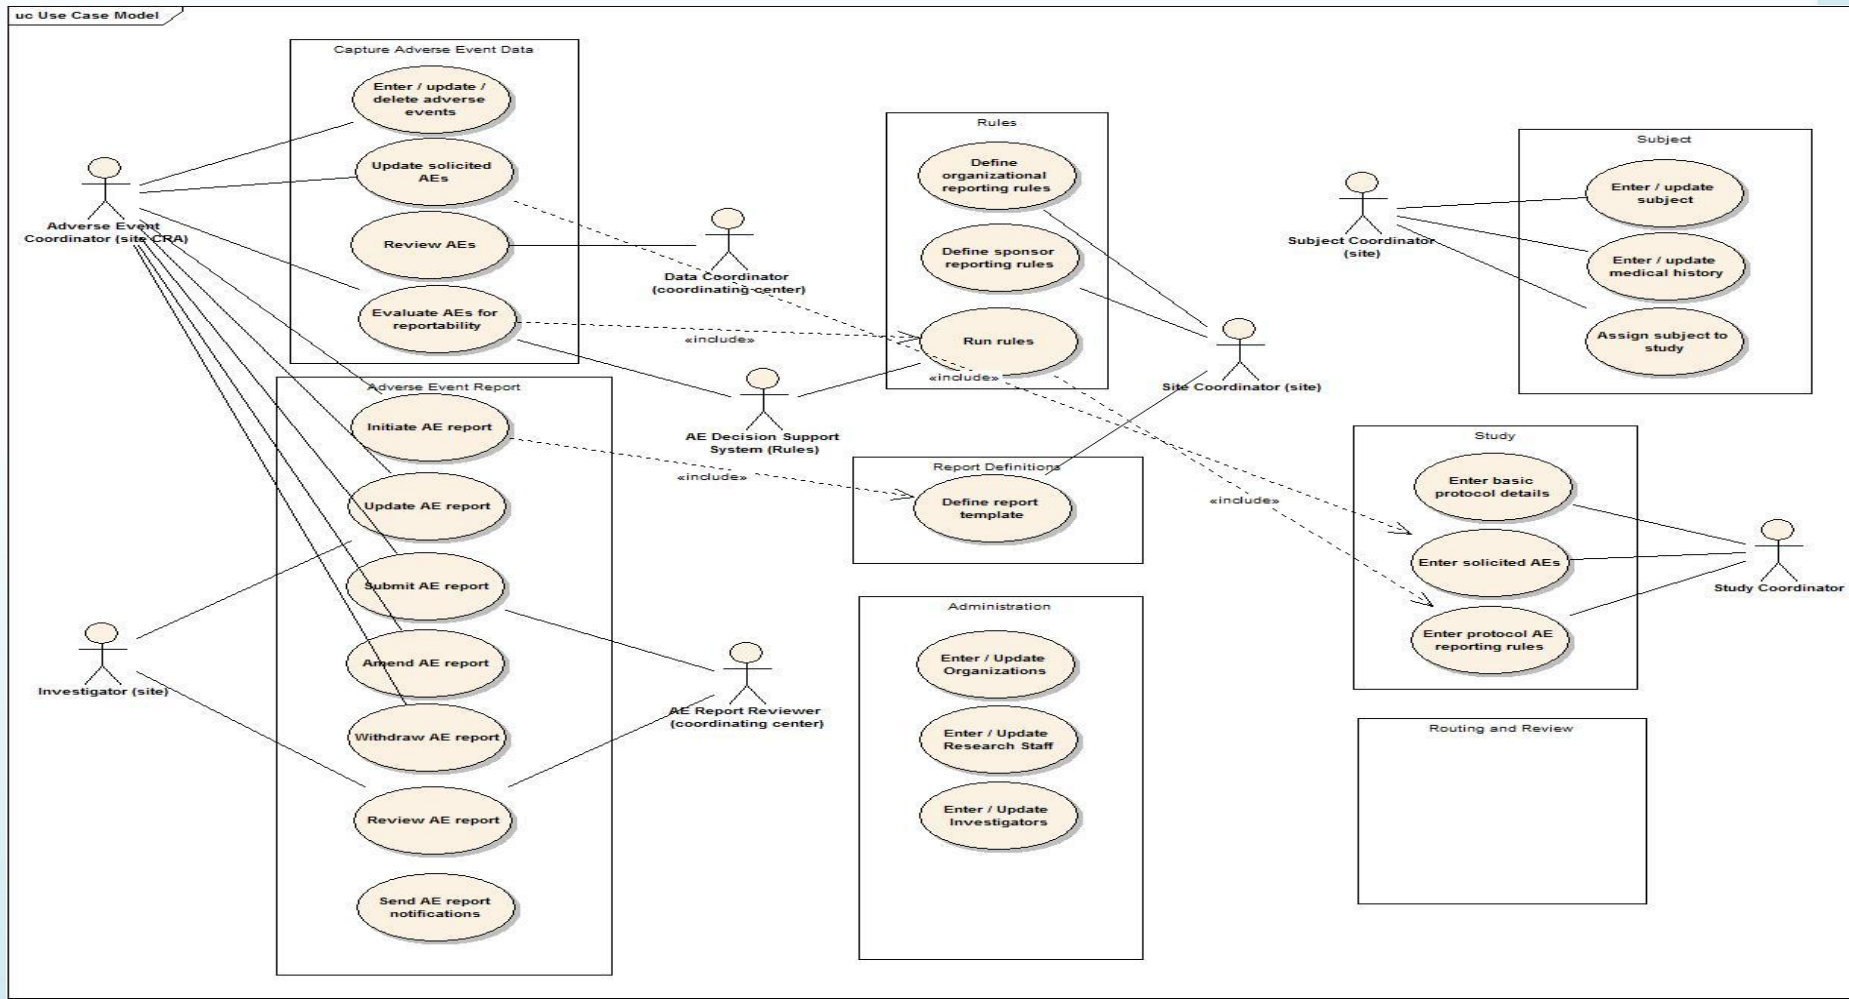 uc Use Case Model
Capture Adverse Event Data
Enter / update /
delete adverse
events
Update solicited
AEs
Review AEs
Evaluate AEs for
reportability
Adverse Event
Coordinator (site CRA)
Data Coordinator
(coordinating center)
«include»
Rules
Define
organizational
reporting rules
Define sponsor
reporting rules
Run rules
«include»
Site Coordinator (site)
Subject Coordinator
(site)
Subject
Enter / update
subject
Enter / update
medical history
Assign subject to
study
Adverse Event Report
Initiate AE report
Update AE report
Submit AE report
Amend AE report
Withdraw AE report
Review AE report
Send AE report
notifications
Investigator (site)
AE Decision Support
System (Rules)
«include»
AE Report Reviewer
(coordinating center)
Report Definitions
Define report
template
«include»
Administration
Enter / Update
Organizations
Enter / Update
Research Staff
Enter / Update
Investigators
Study
Enter basic
protocol details
Enter solicited AEs
Enter protocol AE
reporting rules
Study Coordinator
Routing and Review